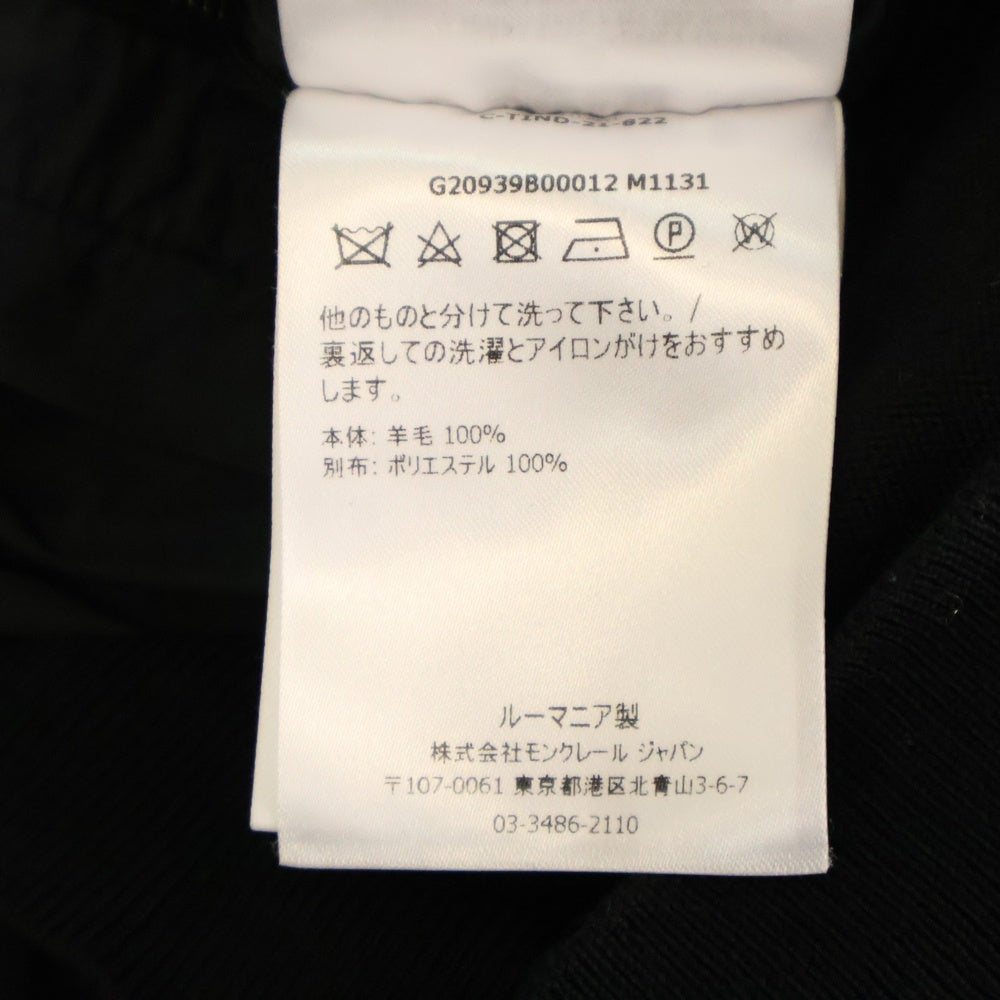 C-TIND-21-822
G20939B00012 M1131
P W
他のものと分けて洗って下さい。/
裏返しての洗濯とアイロンがけをおすすめ
します。
本体: 羊毛 100%
別布: ポリエステル 100%
ルーマニア製
株式会社モンクレール ジャパン
〒107-0061 東京都港区北青山3-6-7
03-3486-2110